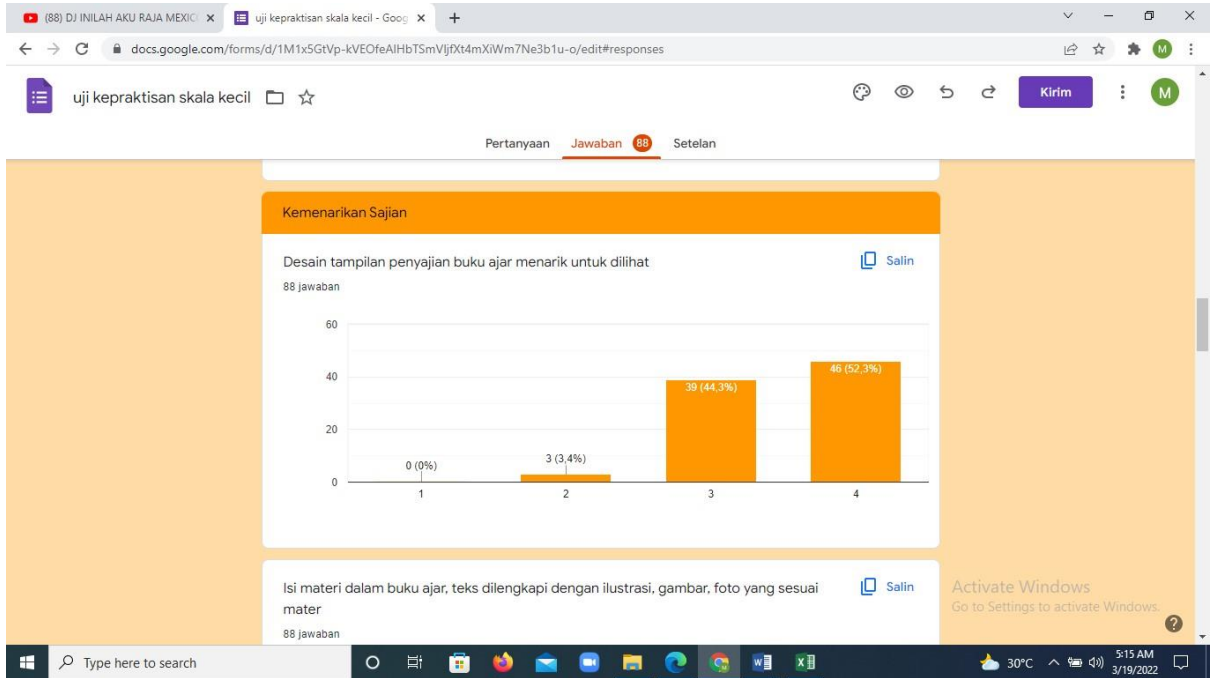 (88) DJ INILAH AKU RAJA MEXIC
uji kepraktisan skala kecil - Goog
docs.google.com/forms/d/1M1x5GtVp-kVEOfeAIHbTSmVIjfXt4mXiWm7Ne3b1u-o/edit#responses
M
uji kepraktisan skala kecil
Kirim
M
Pertanyaan Jawaban 88 Setelan
Kemenarikan Sajian
Desain tampilan penyajian buku ajar menarik untuk dilihat
Salin
88 jawaban
60
40
20
0
0 (0%)
3 (3,4%)
39 (44,3%)
46 (52,3%)
1 2 3 4
Isi materi dalam buku ajar, teks dilengkapi dengan ilustrasi, gambar, foto yang sesuai
mater
Salin
88 jawaban
Activate Windows
Go to Settings to activate Windows.
Type here to search
30°C
5:15 AM
3/19/2022